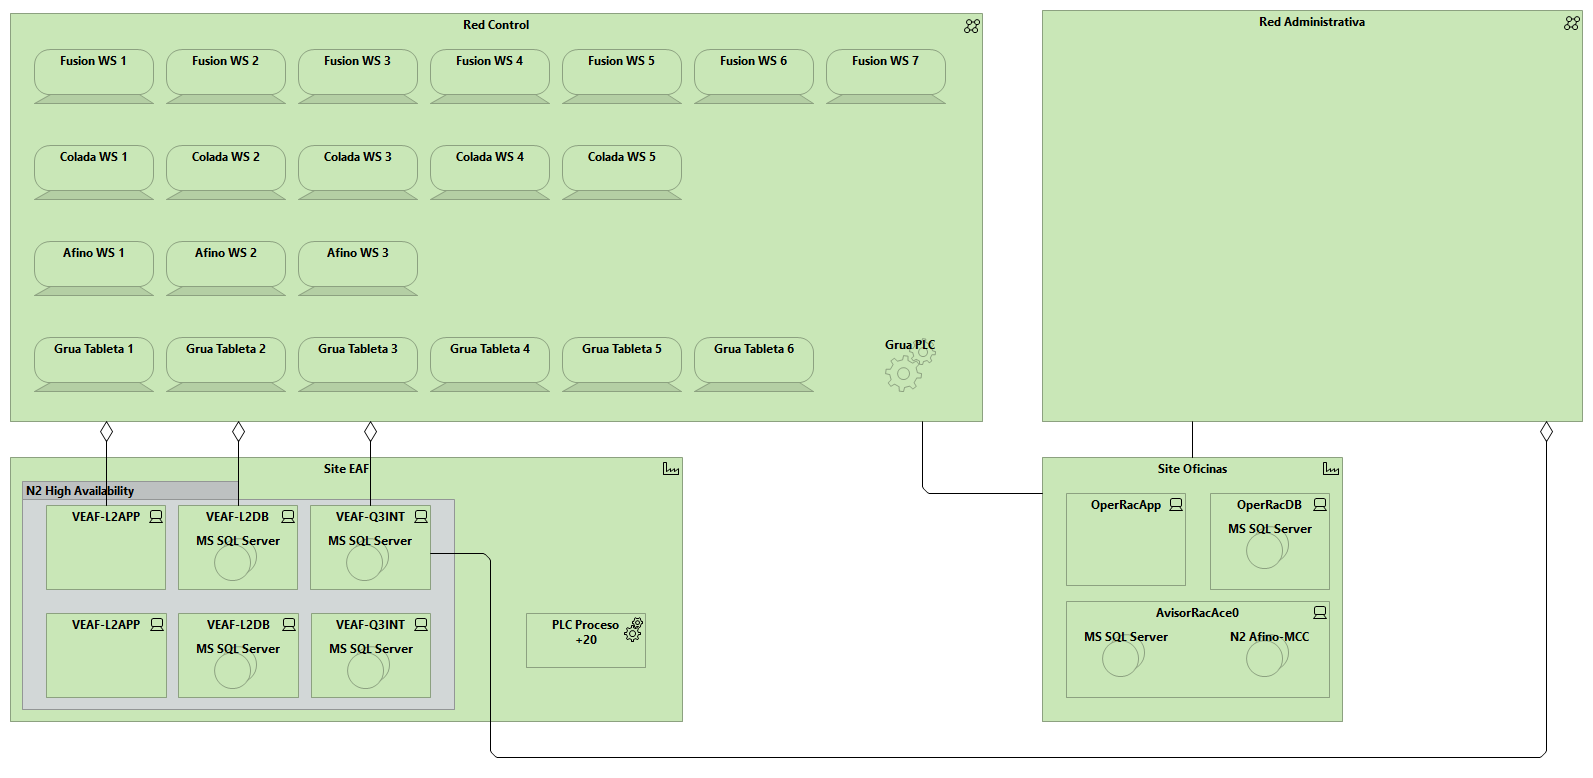 Red Control
Red Administrativa
Fusion WS 1
Fusion WS 2
Fusion WS 3
Fusion WS 4
Fusion WS 5
Fusion WS 6
Fusion WS 7
Colada WS 1
Colada WS 2
Colada WS 3
Colada WS 4
Colada WS 5
Afino WS 1
Afino WS 2
Afino WS 3
Grua Tableta 1
Grua Tableta 2
Grua Tableta 3
Grua Tableta 4
Grua Tableta 5
Grua Tableta 6
Grua PLC
Site EAF
N2 High Availability
VEAF-L2APP
VEAF-L2DB
MS SQL Server
VEAF-Q3INT
MS SQL Server
VEAF-L2APP
VEAF-L2DB
MS SQL Server
VEAF-Q3INT
MS SQL Server
PLC Proceso
+20
Site Oficinas
OperRacApp
OperRacDB
MS SQL Server
AvisorRacAce0
MS SQL Server
N2 Afino-MCC